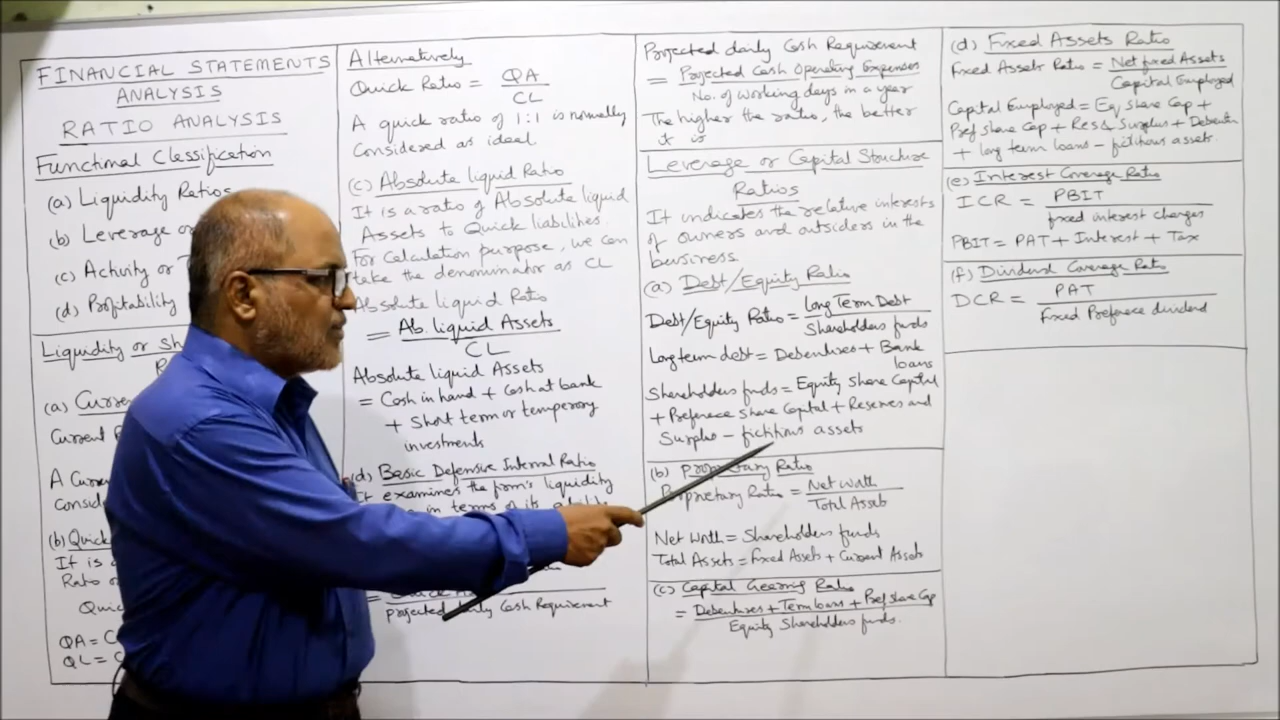 FINANCIAL STATEMENTS
ANALYSIS
RATIO ANALYSIS
Functional Classification
(a) Liquidity Ratios
(b) Leverage or
(c) Activity or
(d) Profitability
Liquidity or
(a)
Current
A
(b) Quick
It is
Ratio
QA =
QL =
Alternatively
Quick Ratio = QA
CL
A quick ratio of 1:1 is normally
Considered as ideal
(c) Absolute liquid Ratio
It is a ratio of Absolute liquid
Assets to Quick liabilities.
For Calculation purpose, we can
take the denominator as CL
Absolute liquid Ratio
= Ab. liquid Assets
CL
Absolute liquid Assets
= Cash in hand + Cash at bank
+ Short term or temporary
investments
(d) Basic Defensive Interval Ratio
It examines the firm's liquidity
in terms of its
=
projected daily Cash Requirement
Projected daily Cash Requirement
= Projected Cash Operating Expenses
No. of working days in a year
The higher the ratio, the better
it is
Leverage or Capital Structure
Ratios
It indicates the relative interests
of owners and outsiders in the
business.
(a) Debt/Equity Ratio
Debt/Equity Ratio = Long Term Debt
Shareholders funds
Long term debt = Debentures + Bank
loans
Shareholders funds = Equity Share Capital
+ Preference Share Capital + Reserves and
Surplus – fictitious assets
(b) Proprietary Ratio
Proprietary Ratio = Net Worth
Total Assets
Net Worth = Shareholders funds
Total Assets = Fixed Assets + Current Assets
(c) Capital Gearing Ratio
= Debentures + Term loans + Pref Share Cap
Equity Shareholders funds.
(d) Fixed Assets Ratio
Fixed Assets Ratio = Net fixed Assets
Capital Employed
Capital Employed = Eq share Cap +
Pref share Cap + Res & Surplus + Debentures
+ long term loans – fictitious assets.
(e) Interest Coverage Ratio
ICR = PBIT
fixed interest charges
PBIT = PAT + Interest + Tax
(f) Dividend Coverage Ratio
DCR = PAT
Fixed Preference dividend